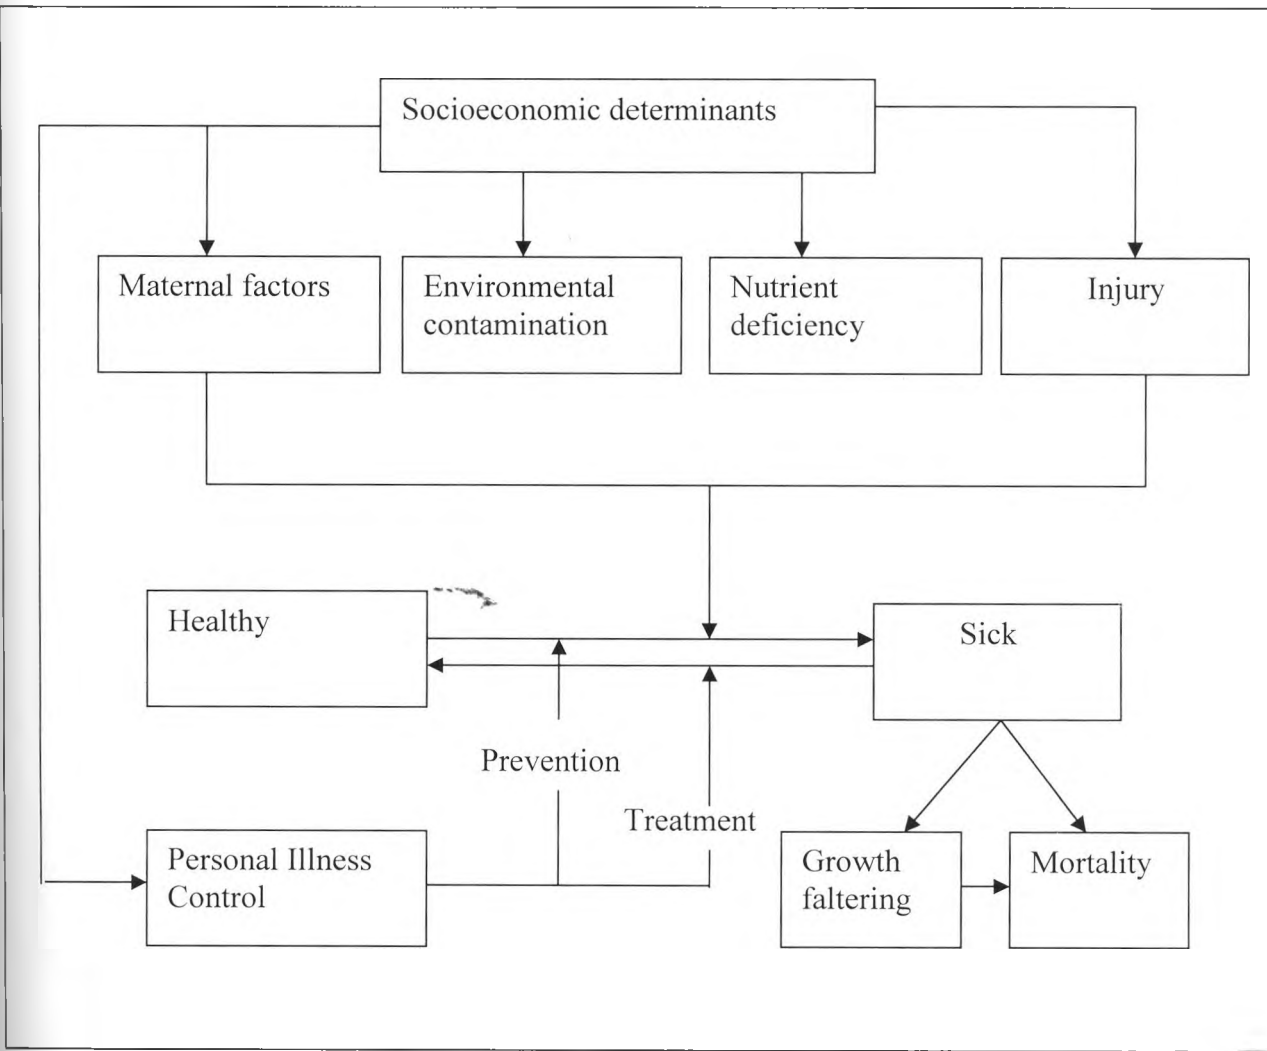 Socioeconomic determinants
Maternal factors
Environmental
contamination
Nutrient
deficiency
Injury
Healthy
Sick
Prevention
Treatment
Personal Illness
Control
Growth
faltering
Mortality